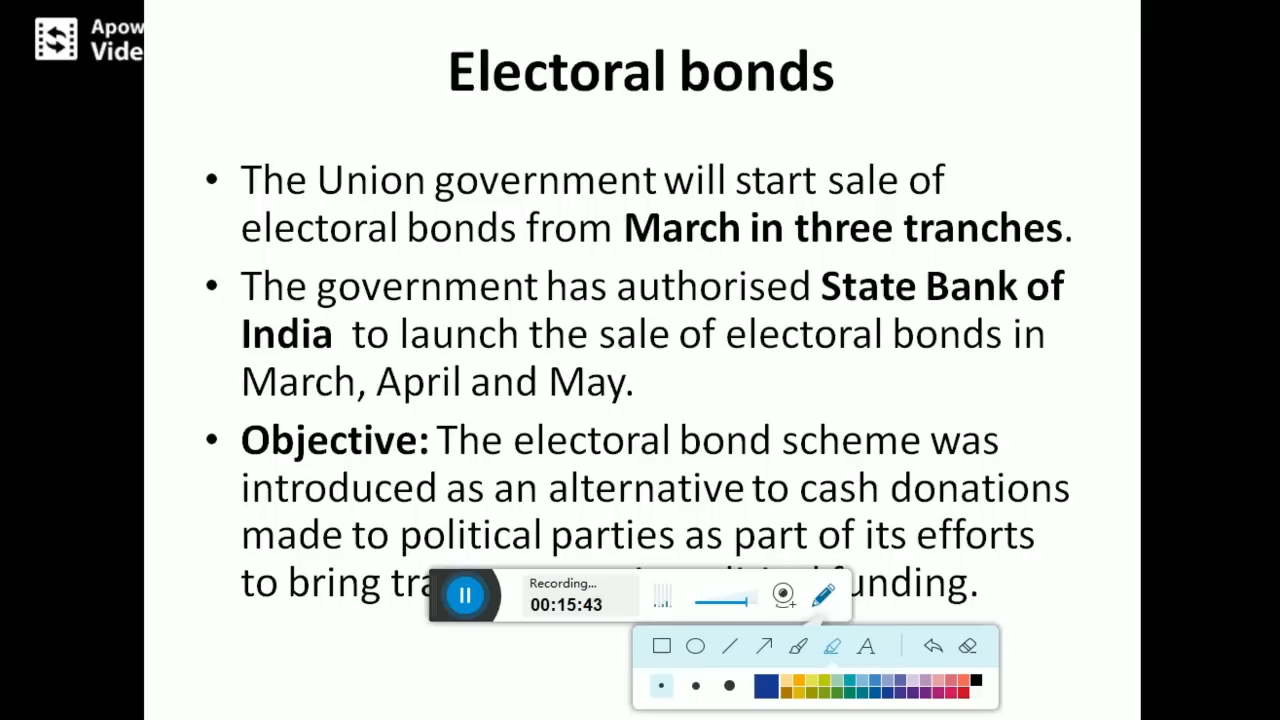 Apow
Vide
Electoral bonds
• The Union government will start sale of
electoral bonds from March in three tranches.
• The government has authorised State Bank of
India to launch the sale of electoral bonds in
March, April and May.
• Objective: The electoral bond scheme was
introduced as an alternative to cash donations
made to political parties as part of its efforts
to bring funding.
Recording...
00:15:43
A